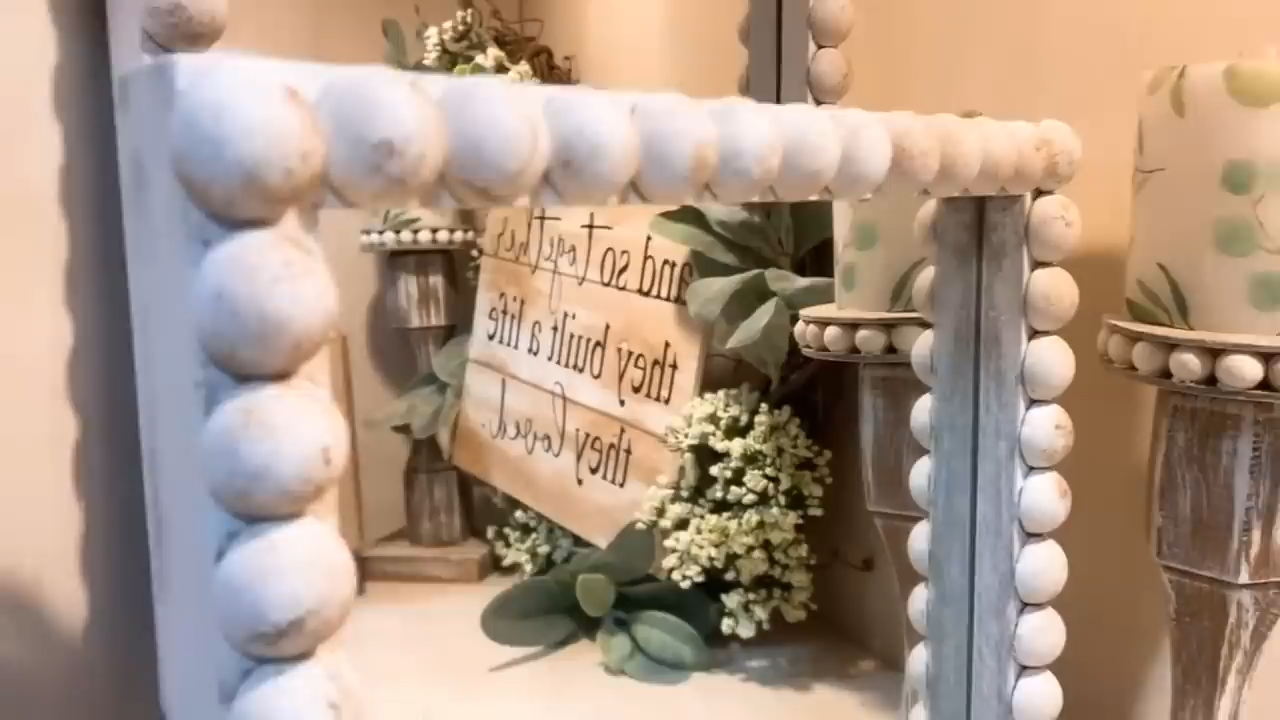 and so together
they built a life
they loved.